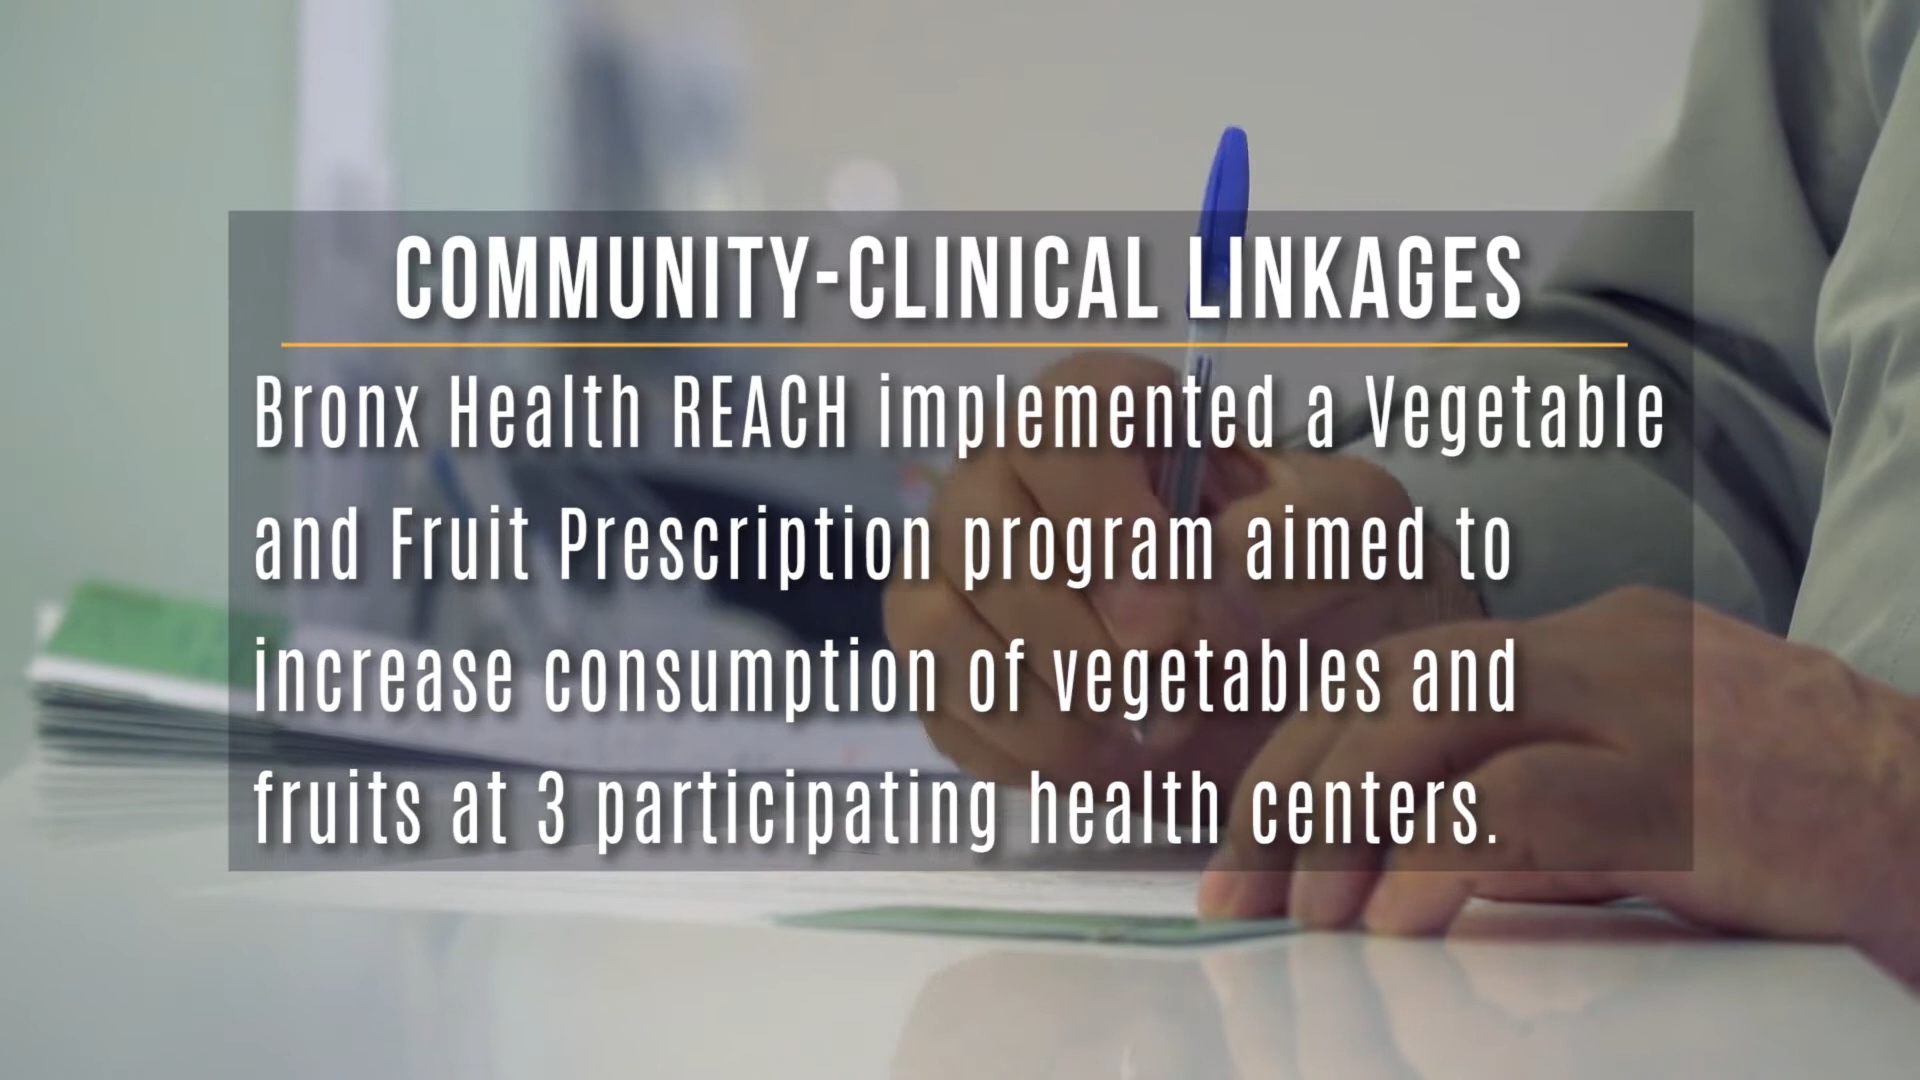 COMMUNITY-CLINICAL LINKAGES
Bronx Health REACH implemented a Vegetable
and Fruit Prescription program aimed to
increase consumption of vegetables and
fruits at 3 participating health centers.